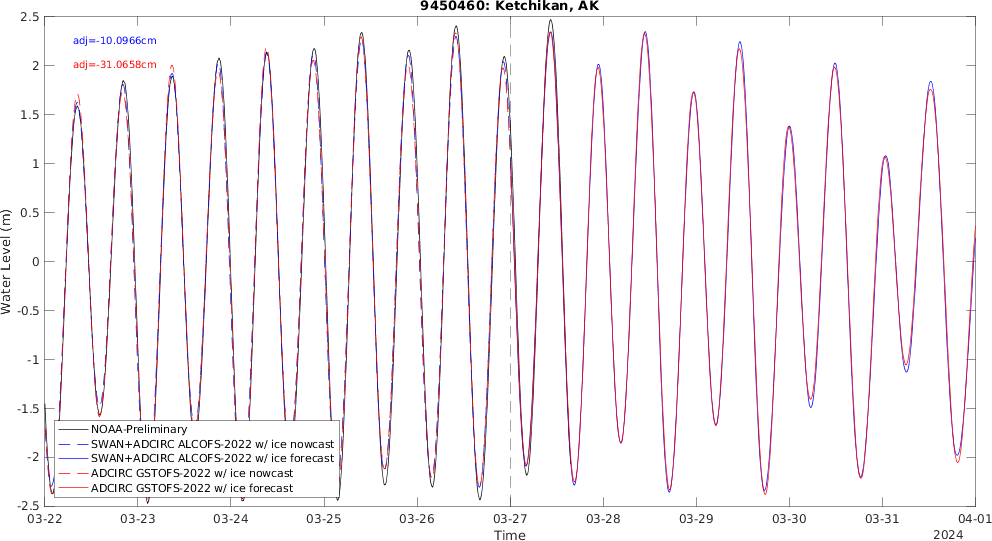 9450460: Ketchikan, AK
adj=-10.0966cm
adj=-31.0658cm
2.5
2
1.5
1
0.5
0
-0.5
-1
-1.5
-2
-2.5
Water Level (m)
NOAA-Preliminary
SWAN+ADCIRC ALCOFS-2022 w/ ice nowcast
SWAN+ADCIRC ALCOFS-2022 w/ ice forecast
ADCIRC GSTOFS-2022 w/ ice nowcast
ADCIRC GSTOFS-2022 w/ ice forecast
03-22 03-23 03-24 03-25 03-26 03-27 03-28 03-29 03-30 03-31 04-01
Time
2024